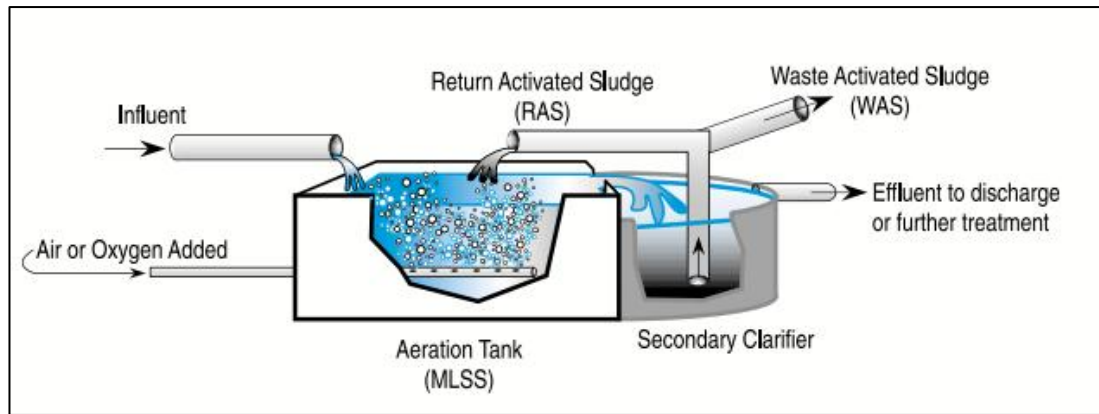 Influent
Return Activated Sludge
(RAS)
Waste Activated Sludge
(WAS)
Effluent to discharge
or further treatment
Air or Oxygen Added
Aeration Tank
(MLSS)
Secondary Clarifier